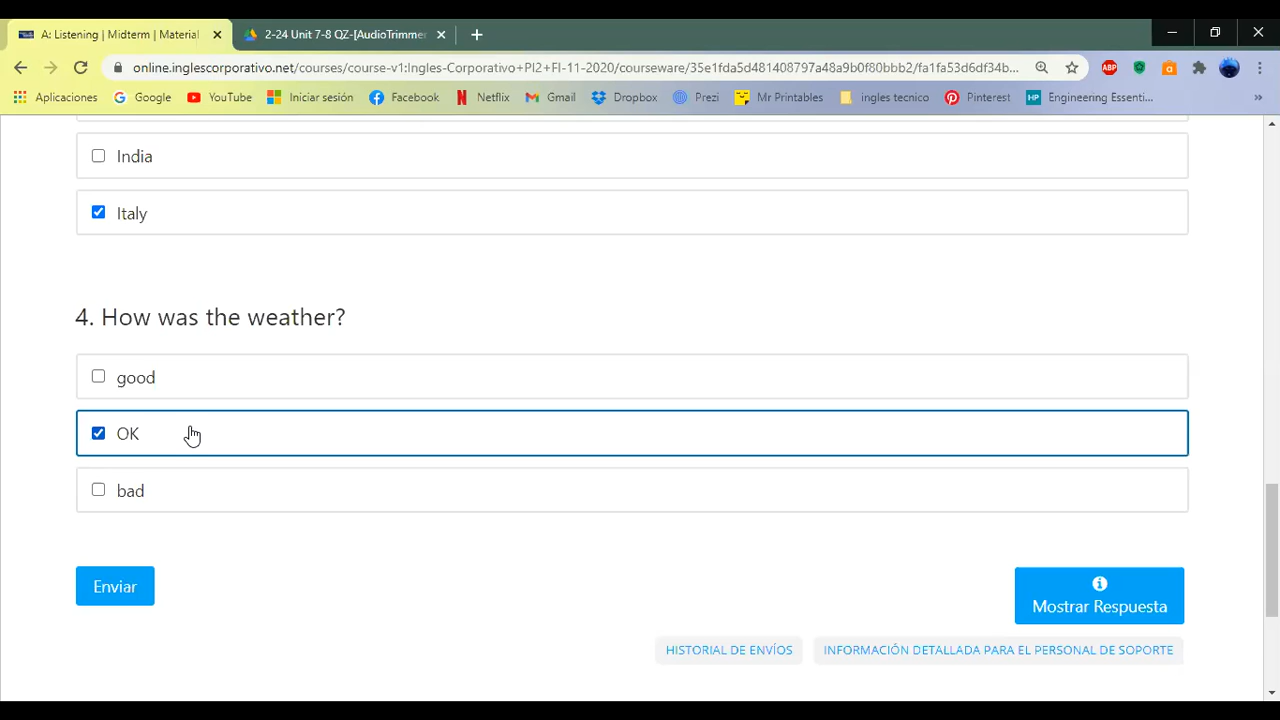 A: Listening | Midterm | Material
2-24 Unit 7-8 QZ-[AudioTrimmer
online.inglescorporativo.net/courses/course-v1:Ingles-Corporativo+PI2+FI-11-2020/courseware/35e1fda5d481408797a48a9b0f80bbb2/fa1fa53d6df34b...
Aplicaciones Google YouTube Iniciar sesión Facebook Netflix Gmail Dropbox Prezi Mr Printables ingles tecnico Pinterest HP Engineering Essenti... »
India
Italy
4. How was the weather?
good
OK
bad
Enviar
Mostrar Respuesta
HISTORIAL DE ENVÍOS
INFORMACIÓN DETALLADA PARA EL PERSONAL DE SOPORTE